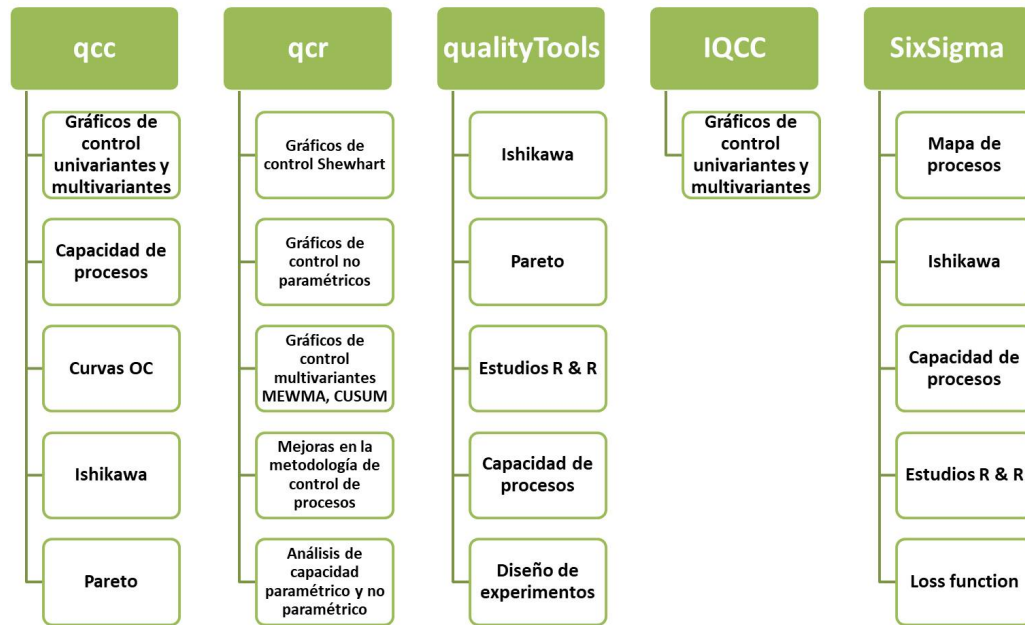 qcc
Gráficos de
control
univariantes y
multivariantes
Capacidad de
procesos
Curvas OC
Ishikawa
Pareto
qcr
Gráficos de
control Shewhart
Gráficos de
control no
paramétricos
Gráficos de
control
multivariantes
MEWMA, CUSUM
Mejoras en la
metodología de
control de
procesos
Análisis de
capacidad
paramétrico y no
paramétrico
qualityTools
Ishikawa
Pareto
Estudios R & R
Capacidad de
procesos
Diseño de
experimentos
IQCC
Gráficos de
control
univariantes y
multivariantes
SixSigma
Mapa de
procesos
Ishikawa
Capacidad de
procesos
Estudios R & R
Loss function